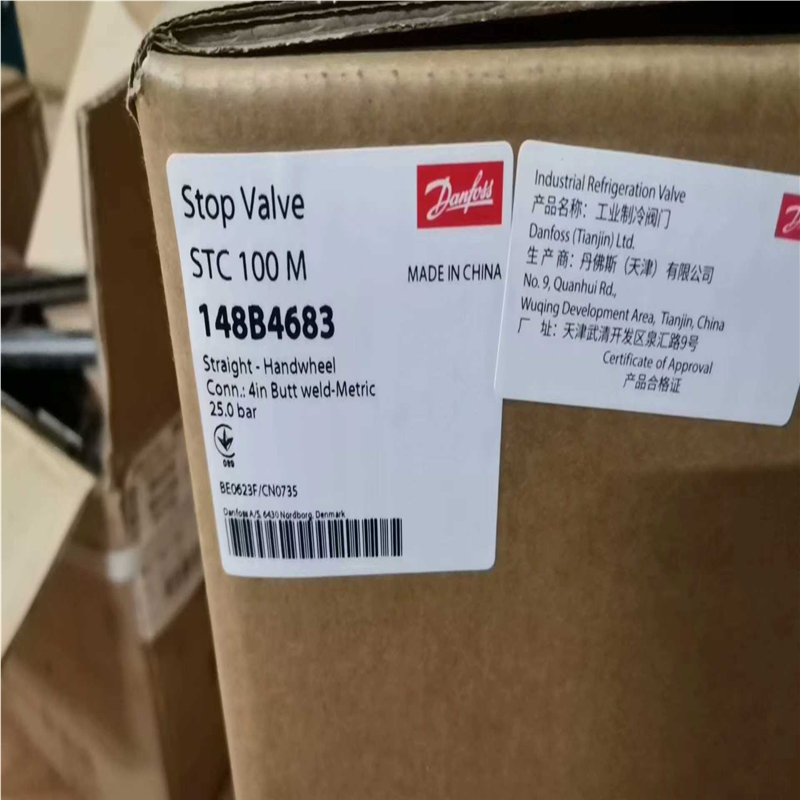 Stop Valve
Danfoss
STC 100 M
MADE IN CHINA
148B4683
Straight - Handwheel
Conn.: 4in Butt weld-Metric
25.0 bar
BE0623F/CN0735
Danfoss A/S, 6430 Nordborg, Denmark
Industrial Refrigeration Valve
产品名称：工业制冷阀门
Danfoss (Tianjin) Ltd.
生 产 商：丹佛斯（天津）有限公司
No. 9, Quanhui Rd.,
Wuqing Development Area, Tianjin, China
厂 址：天津武清开发区泉汇路9号
Certificate of Approval
产品合格证